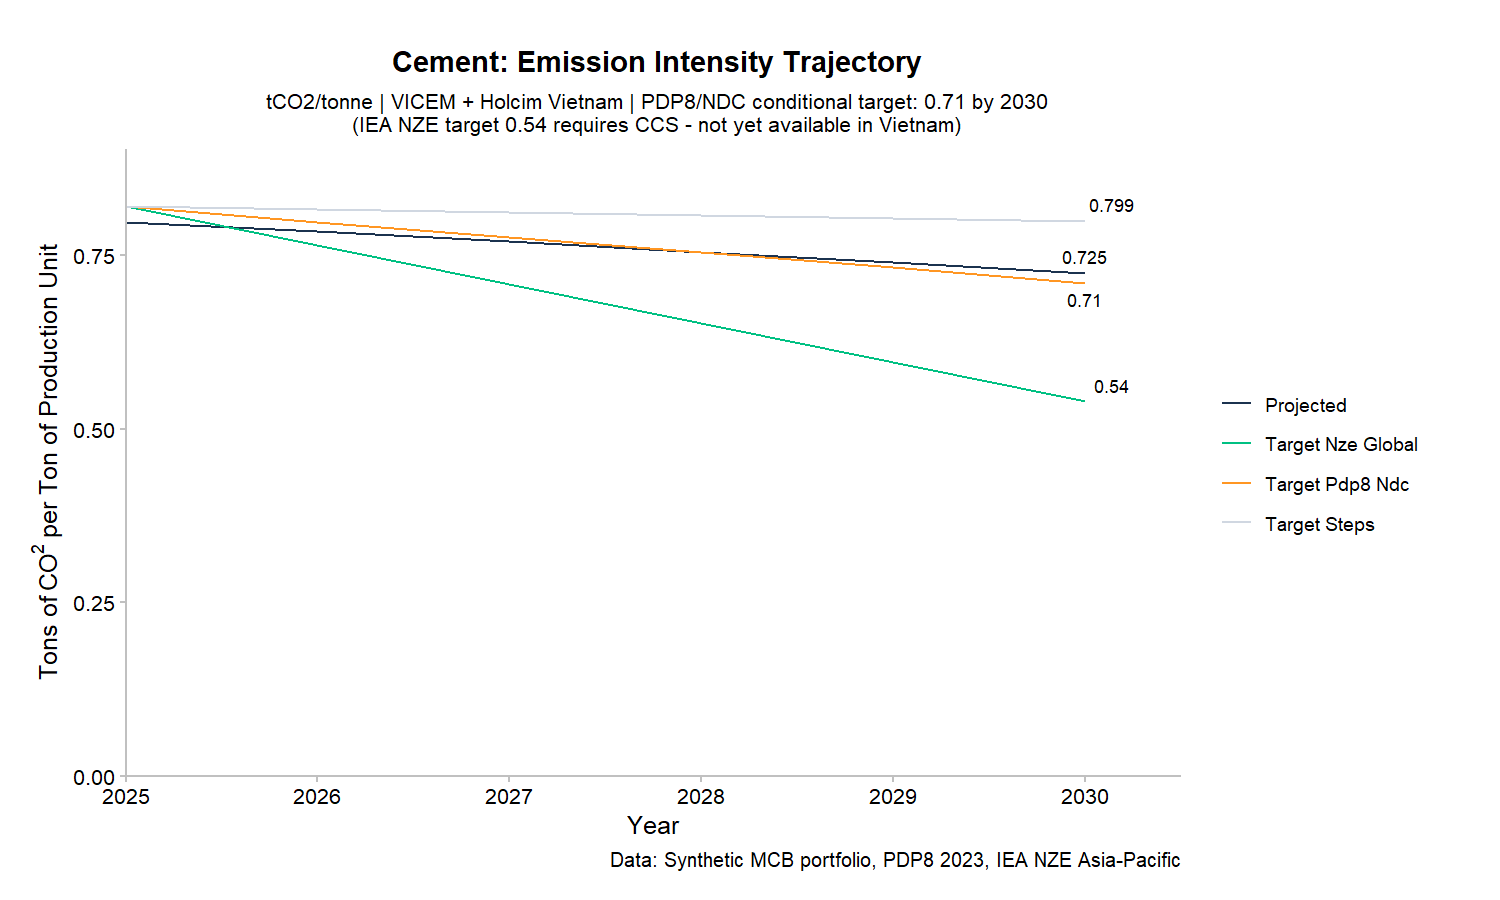 Cement: Emission Intensity Trajectory
tCO2/tonne | VICEM + Holcim Vietnam | PDP8/NDC conditional target: 0.71 by 2030
(IEA NZE target 0.54 requires CCS - not yet available in Vietnam)
Tons of CO² per Ton of Production Unit
0.75
0.50
0.25
0.00
0.799
0.725
0.71
0.54
Projected
Target Nze Global
Target Pdp8 Ndc
Target Steps
2025 2026 2027 2028 2029 2030
Year
Data: Synthetic MCB portfolio, PDP8 2023, IEA NZE Asia-Pacific